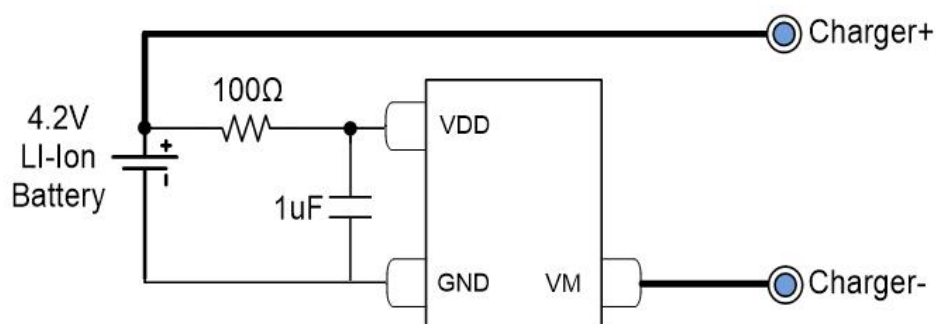 Charger+
100Ω
4.2V
LI-Ion
Battery
+
VDD
1uF
GND
VM
Charger-